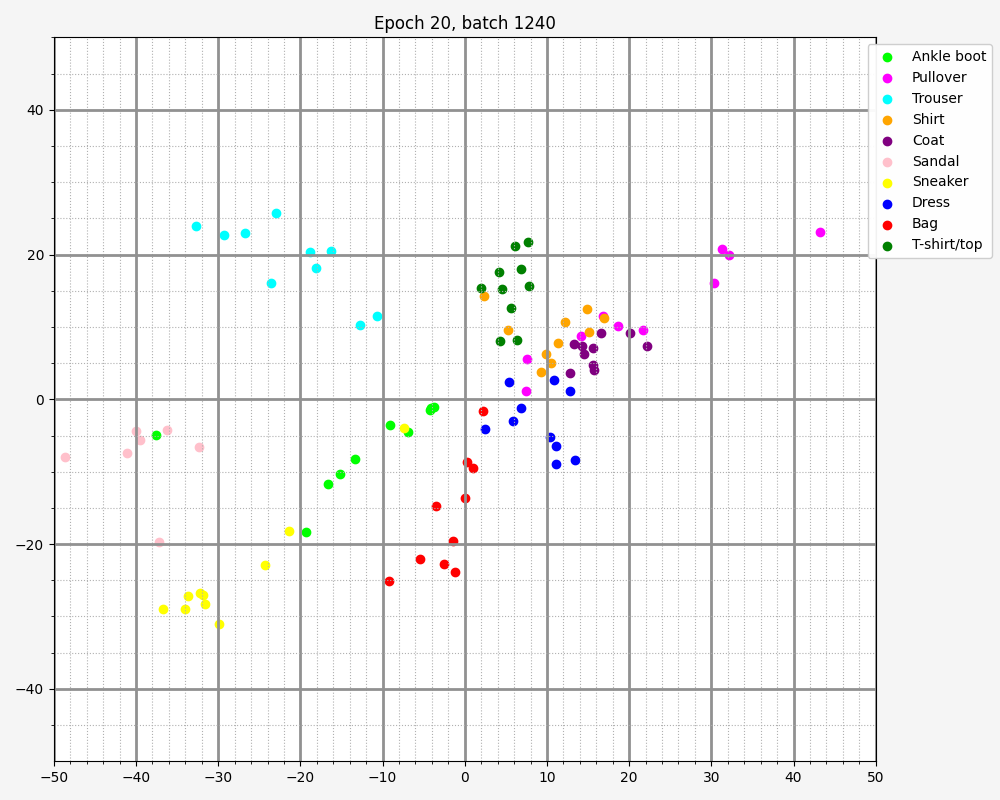 Epoch 20, batch 1240
Ankle boot
Pullover
Trouser
Shirt
Coat
Sandal
Sneaker
Dress
Bag
T-shirt/top
40
20
0
−20
−40
−50 −40 −30 −20 −10 0 10 20 30 40 50